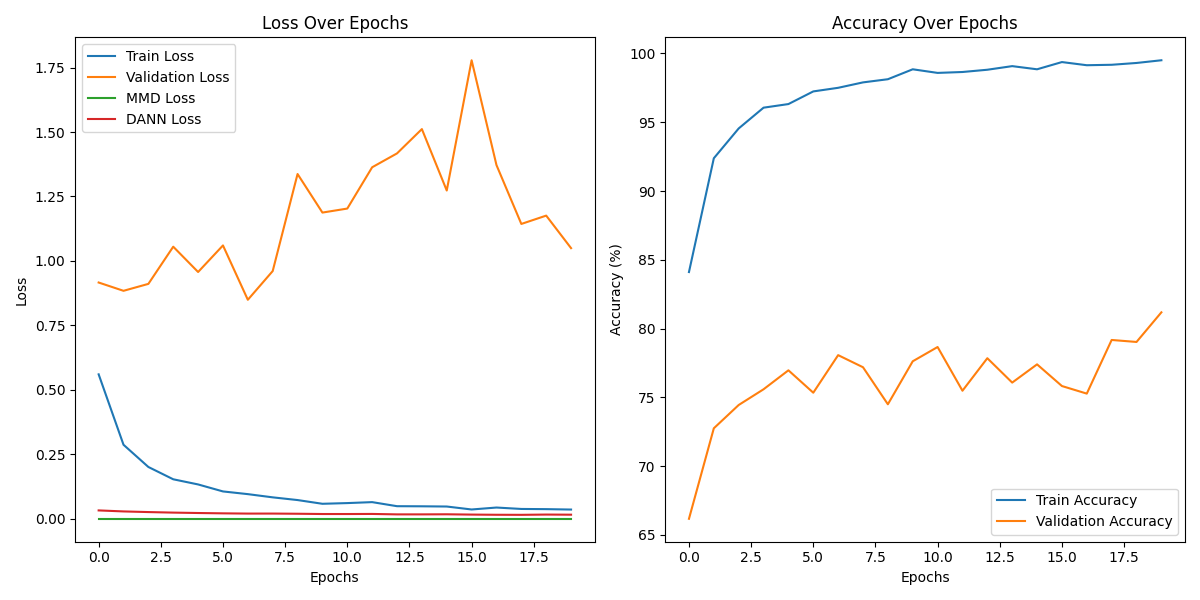 Loss Over Epochs
Train Loss
Validation Loss
MMD Loss
DANN Loss
1.75
1.50
1.25
1.00
0.75
0.50
0.25
0.00
Loss
0.0 2.5 5.0 7.5 10.0 12.5 15.0 17.5
Epochs
Accuracy Over Epochs
100
95
90
85
80
75
70
65
Accuracy (%)
Train Accuracy
Validation Accuracy
0.0 2.5 5.0 7.5 10.0 12.5 15.0 17.5
Epochs